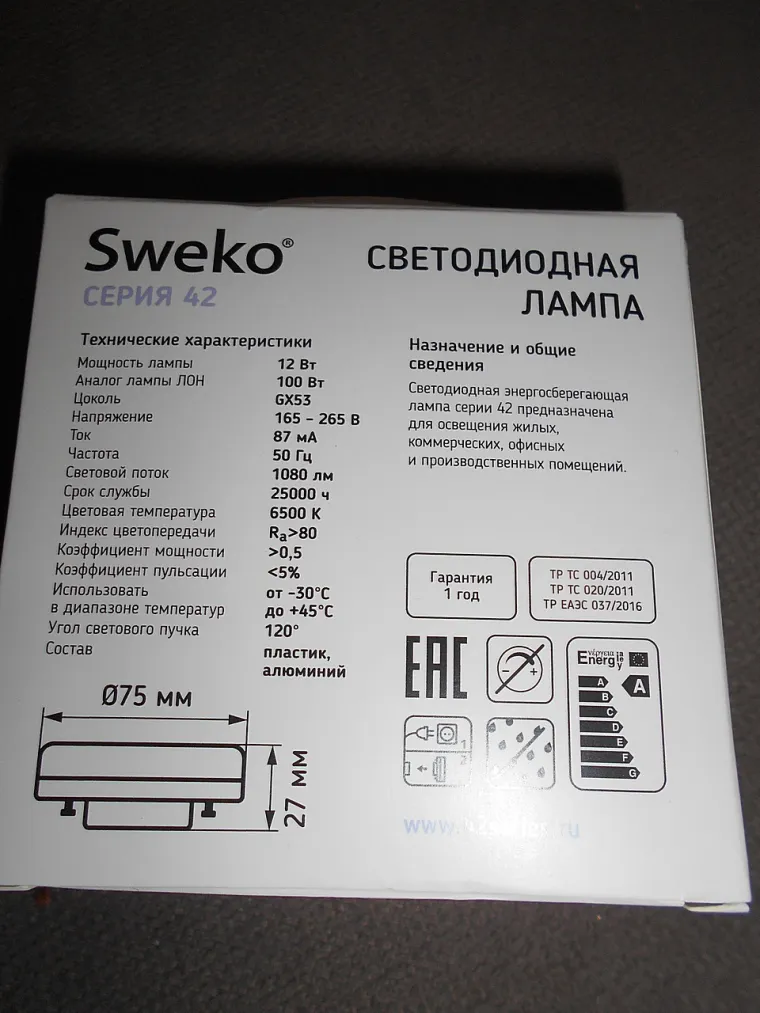 Sweko®
СЕРИЯ 42
СВЕТОДИОДНАЯ
ЛАМПА
Технические характеристики
Мощность лампы 12 Вт
Аналог лампы ЛОН 100 Вт
Цоколь GX53
Напряжение 165 – 265 В
Ток 87 мА
Частота 50 Гц
Световой поток 1080 лм
Срок службы 25000 ч
Цветовая температура 6500 К
Индекс цветопередачи Ra>80
Коэффициент мощности >0,5
Коэффициент пульсации <5%
Использовать от -30°С
в диапазоне температур до +45°С
Угол светового пучка 120°
Состав пластик,
алюминий
Ø75 мм
27 мм
Назначение и общие
сведения
Светодиодная энергосберегающая
лампа серии 42 предназначена
для освещения жилых,
коммерческих, офисных
и производственных помещений.
Гарантия
1 год
ТР ТС 004/2011
ТР ТС 020/2011
ТР ЕАЭС 037/2016
EAC
- +
1
2
Energ
A
A
B
C
D
E
F
G
www.
.ru